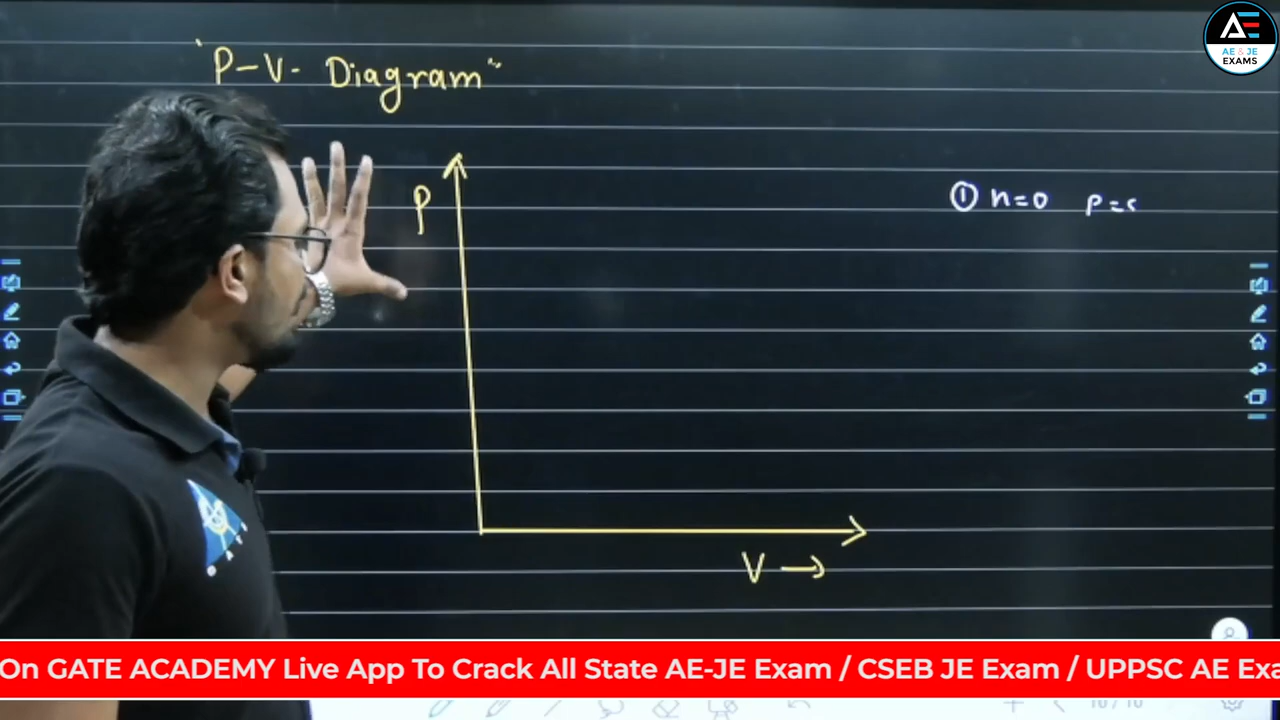 "P-V- Diagram"
AE
AE & JE
EXAMS
P
① n=0 P=c
V →
On GATE ACADEMY Live App To Crack All State AE-JE Exam / CSEB JE Exam / UPPSC AE Exa